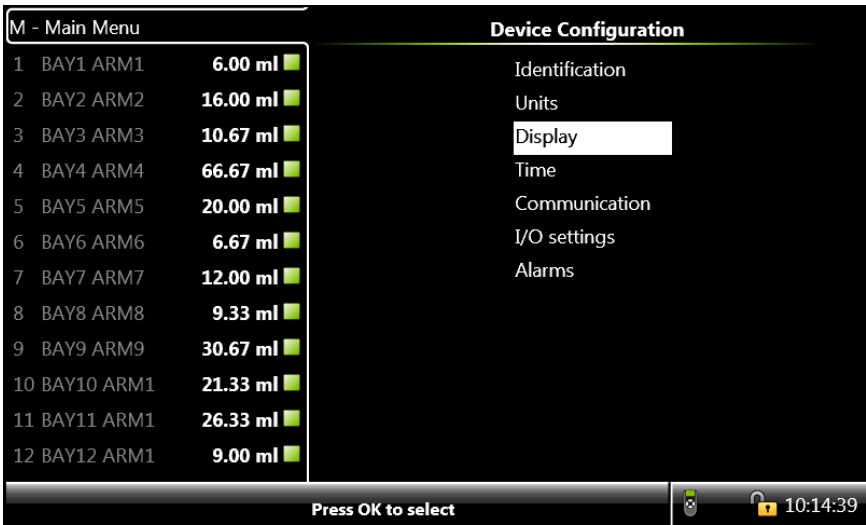 M - Main Menu
1 BAY1 ARM1 6.00 ml
2 BAY2 ARM2 16.00 ml
3 BAY3 ARM3 10.67 ml
4 BAY4 ARM4 66.67 ml
5 BAY5 ARM5 20.00 ml
6 BAY6 ARM6 6.67 ml
7 BAY7 ARM7 12.00 ml
8 BAY8 ARM8 9.33 ml
9 BAY9 ARM9 30.67 ml
10 BAY10 ARM1 21.33 ml
11 BAY11 ARM1 26.33 ml
12 BAY12 ARM1 9.00 ml
Device Configuration
Identification
Units
Display
Time
Communication
I/O settings
Alarms
Press OK to select
10:14:39